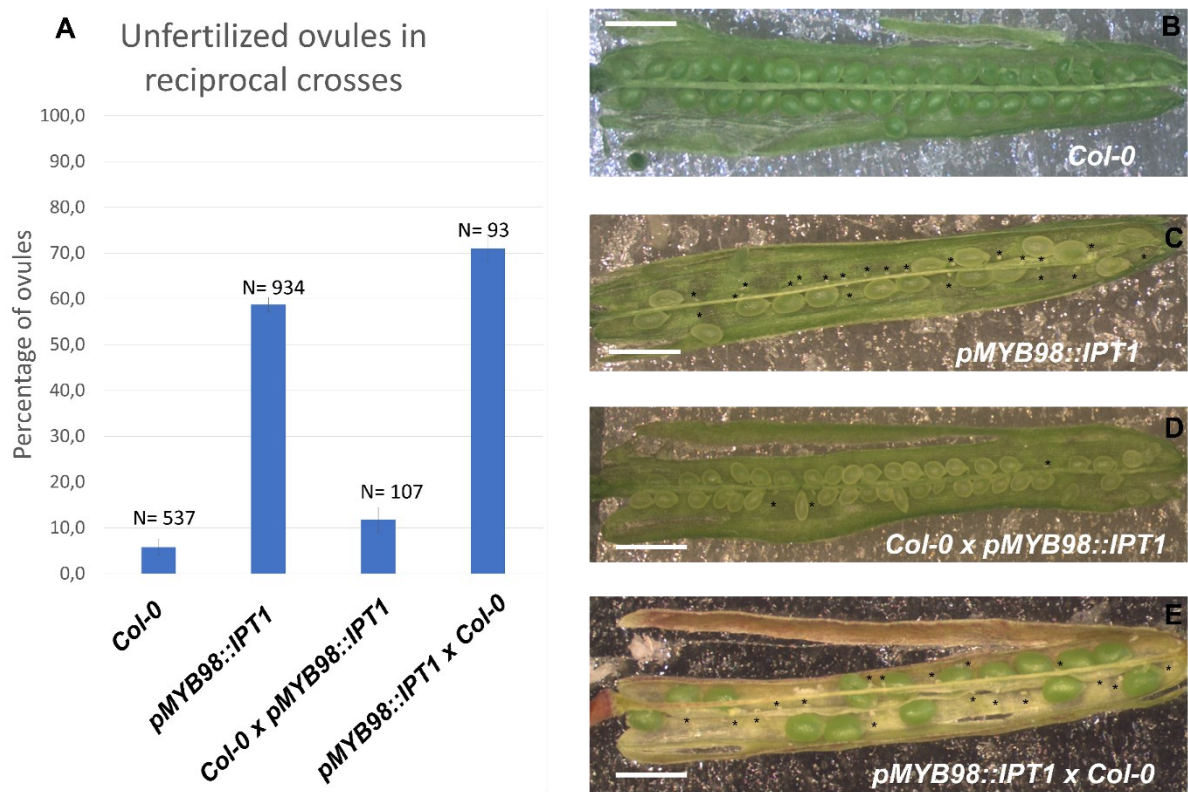 A
Unfertilized ovules in
reciprocal crosses
Percentage of ovules
100,0
90,0
80,0
70,0
60,0
50,0
40,0
30,0
20,0
10,0
0,0
N= 537
N= 934
N= 107
N= 93
Col-0
pMYB98::IPT1
Col-0 x pMYB98::IPT1
pMYB98::IPT1 x Col-0
B
Col-0
C
pMYB98::IPT1
D
Col-0 x pMYB98::IPT1
E
pMYB98::IPT1 x Col-0